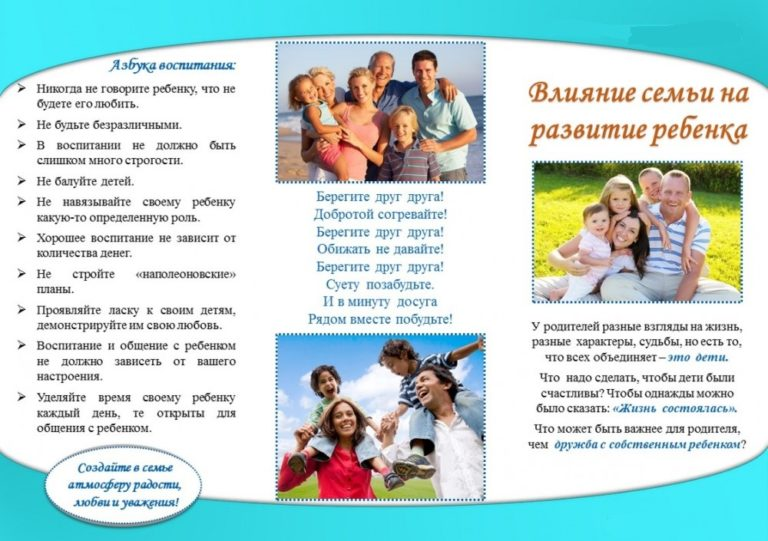 Азбука воспитания:
Никогда не говорите ребенку, что не
будете его любить.
Не будьте безразличными.
В воспитании не должно быть
слишком много строгости.
Не балуйте детей.
Не навязывайте своему ребенку
какую-то определенную роль.
Хорошее воспитание не зависит от
количества денег.
Не стройте «наполеоновские»
планы.
Проявляйте ласку к своим детям,
демонстрируйте им свою любовь.
Воспитание и общение с ребенком
не должно зависеть от вашего
настроения.
Уделяйте время своему ребенку
каждый день, те открыты для
общения с ребенком.
Создайте в семье
атмосферу радости,
любви и уважения!
Берегите друг друга!
Добротой согревайте!
Берегите друг друга!
Обижать не давайте!
Берегите друг друга!
Суету позабудьте.
И в минуту досуга
Рядом вместе побудьте!
Влияние семьи на
развитие ребенка
У родителей разные взгляды на жизнь,
разные характеры, судьбы, но есть то,
что всех объединяет – это дети.
Что надо сделать, чтобы дети были
счастливы? Чтобы однажды можно
было сказать: «Жизнь состоялась».
Что может быть важнее для родителя,
чем дружба с собственным ребенком?